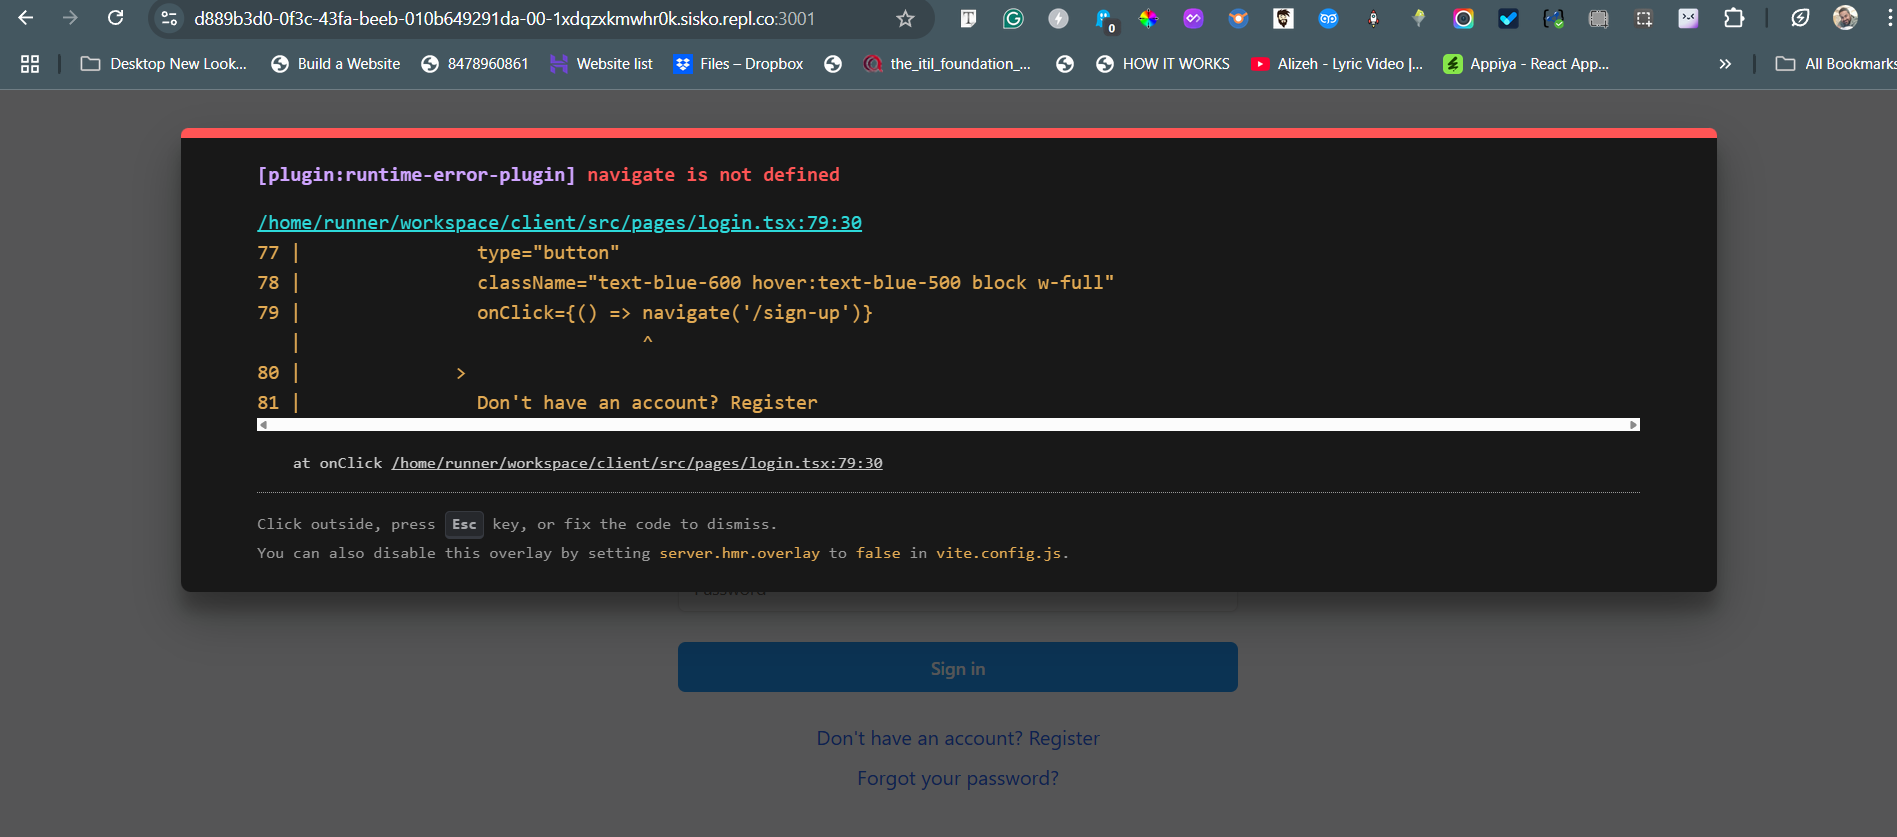 d889b3d0-0f3c-43fa-beeb-010b649291da-00-1xdqzxkmwhr0k.sisko.repl.co:3001
0
Desktop New Look... Build a Website 8478960861 Website list Files – Dropbox the_itil_foundation_... HOW IT WORKS Alizeh - Lyric Video |... Appiya - React App... » All Bookmarks
[plugin:runtime-error-plugin] navigate is not defined
/home/runner/workspace/client/src/pages/login.tsx:79:30
77 | type="button"
78 | className="text-blue-600 hover:text-blue-500 block w-full"
79 | onClick={() => navigate('/sign-up')}
| ^
80 | >
81 | Don't have an account? Register
at onClick /home/runner/workspace/client/src/pages/login.tsx:79:30
Click outside, press Esc key, or fix the code to dismiss.
You can also disable this overlay by setting server.hmr.overlay to false in vite.config.js.
Password
Sign in
Don't have an account? Register
Forgot your password?